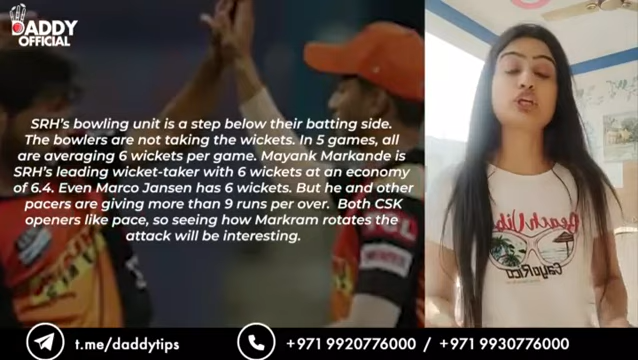 DADDY
OFFICIAL
SRH's bowling unit is a step below their batting side.
The bowlers are not taking the wickets. In 5 games, all
are averaging 6 wickets per game. Mayank Markande is
SRH's leading wicket-taker with 6 wickets at an economy
of 6.4. Even Marco Jansen has 6 wickets. But he and other
pacers are giving more than 9 runs per over. Both CSK
openers like pace, so seeing how Markram rotates the
attack will be interesting.
Beach Vib
CayoRico
t.me/daddytips
+971 9920776000 / +971 9930776000